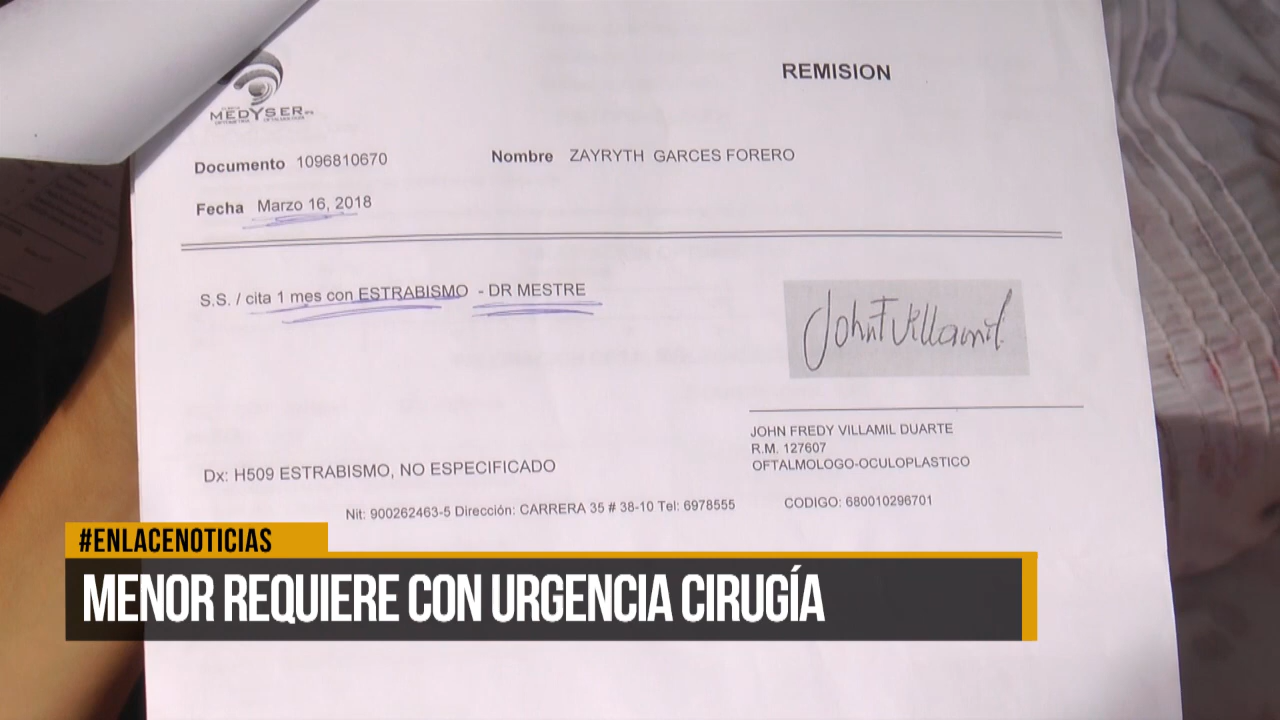 REMISION
MEDYSER
Documento 1096810670 Nombre ZAYRYTH GARCES FORERO
Fecha Marzo 16, 2018
S.S. / cita 1 mes con ESTRABISMO - DR MESTRE
John F Villamil
JOHN FREDY VILLAMIL DUARTE
R.M. 127607
OFTALMOLOGO-OCULOPLASTICO
Dx: H509 ESTRABISMO, NO ESPECIFICADO
Nit: 900262463-5 Dirección: CARRERA 35 # 38-10 Tel: 6978555 CODIGO: 680010296701
#ENLACENOTICIAS
MENOR REQUIERE CON URGENCIA CIRUGÍA